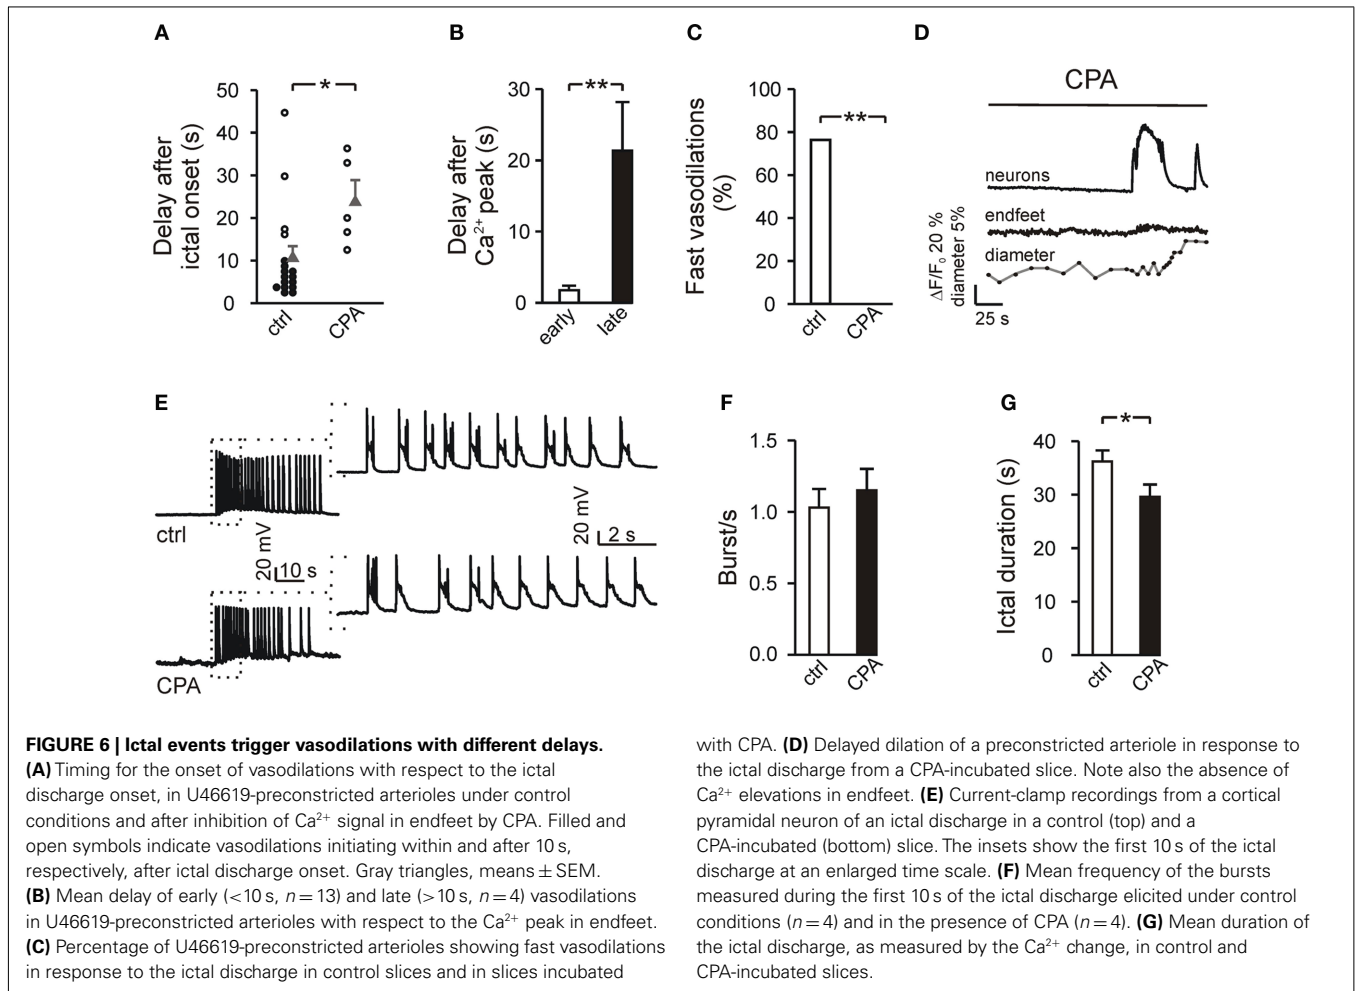 A
Delay after
ictal onset (s)
50
40
30
20
10
0
*
ctrl
CPA
B
Delay after
Ca²⁺ peak (s)
30
20
10
0
**
early
late
C
Fast vasodilations
(%)
100
80
60
40
20
0
**
ctrl
CPA
D
CPA
neurons
endfeet
diameter
ΔF/F₀ 20 %
diameter 5%
25 s
E
ctrl
20 mV
10 s
CPA
20 mV
2 s
F
Burst/s
1.5
1.0
0.5
0.0
ctrl
CPA
G
Ictal duration (s)
40
30
20
10
0
*
ctrl
CPA
FIGURE 6 | Ictal events trigger vasodilations with different delays.
(A) Timing for the onset of vasodilations with respect to the ictal
discharge onset, in U46619-preconstricted arterioles under control
conditions and after inhibition of Ca²⁺ signal in endfeet by CPA. Filled and
open symbols indicate vasodilations initiating within and after 10 s,
respectively, after ictal discharge onset. Gray triangles, means ± SEM.
(B) Mean delay of early (<10 s, n = 13) and late (>10 s, n = 4) vasodilations
in U46619-preconstricted arterioles with respect to the Ca²⁺ peak in endfeet.
(C) Percentage of U46619-preconstricted arterioles showing fast vasodilations
in response to the ictal discharge in control slices and in slices incubated
with CPA. (D) Delayed dilation of a preconstricted arteriole in response to
the ictal discharge from a CPA-incubated slice. Note also the absence of
Ca²⁺ elevations in endfeet. (E) Current-clamp recordings from a cortical
pyramidal neuron of an ictal discharge in a control (top) and a
CPA-incubated (bottom) slice. The insets show the first 10 s of the ictal
discharge at an enlarged time scale. (F) Mean frequency of the bursts
measured during the first 10 s of the ictal discharge elicited under control
conditions (n = 4) and in the presence of CPA (n = 4). (G) Mean duration of
the ictal discharge, as measured by the Ca²⁺ change, in control and
CPA-incubated slices.